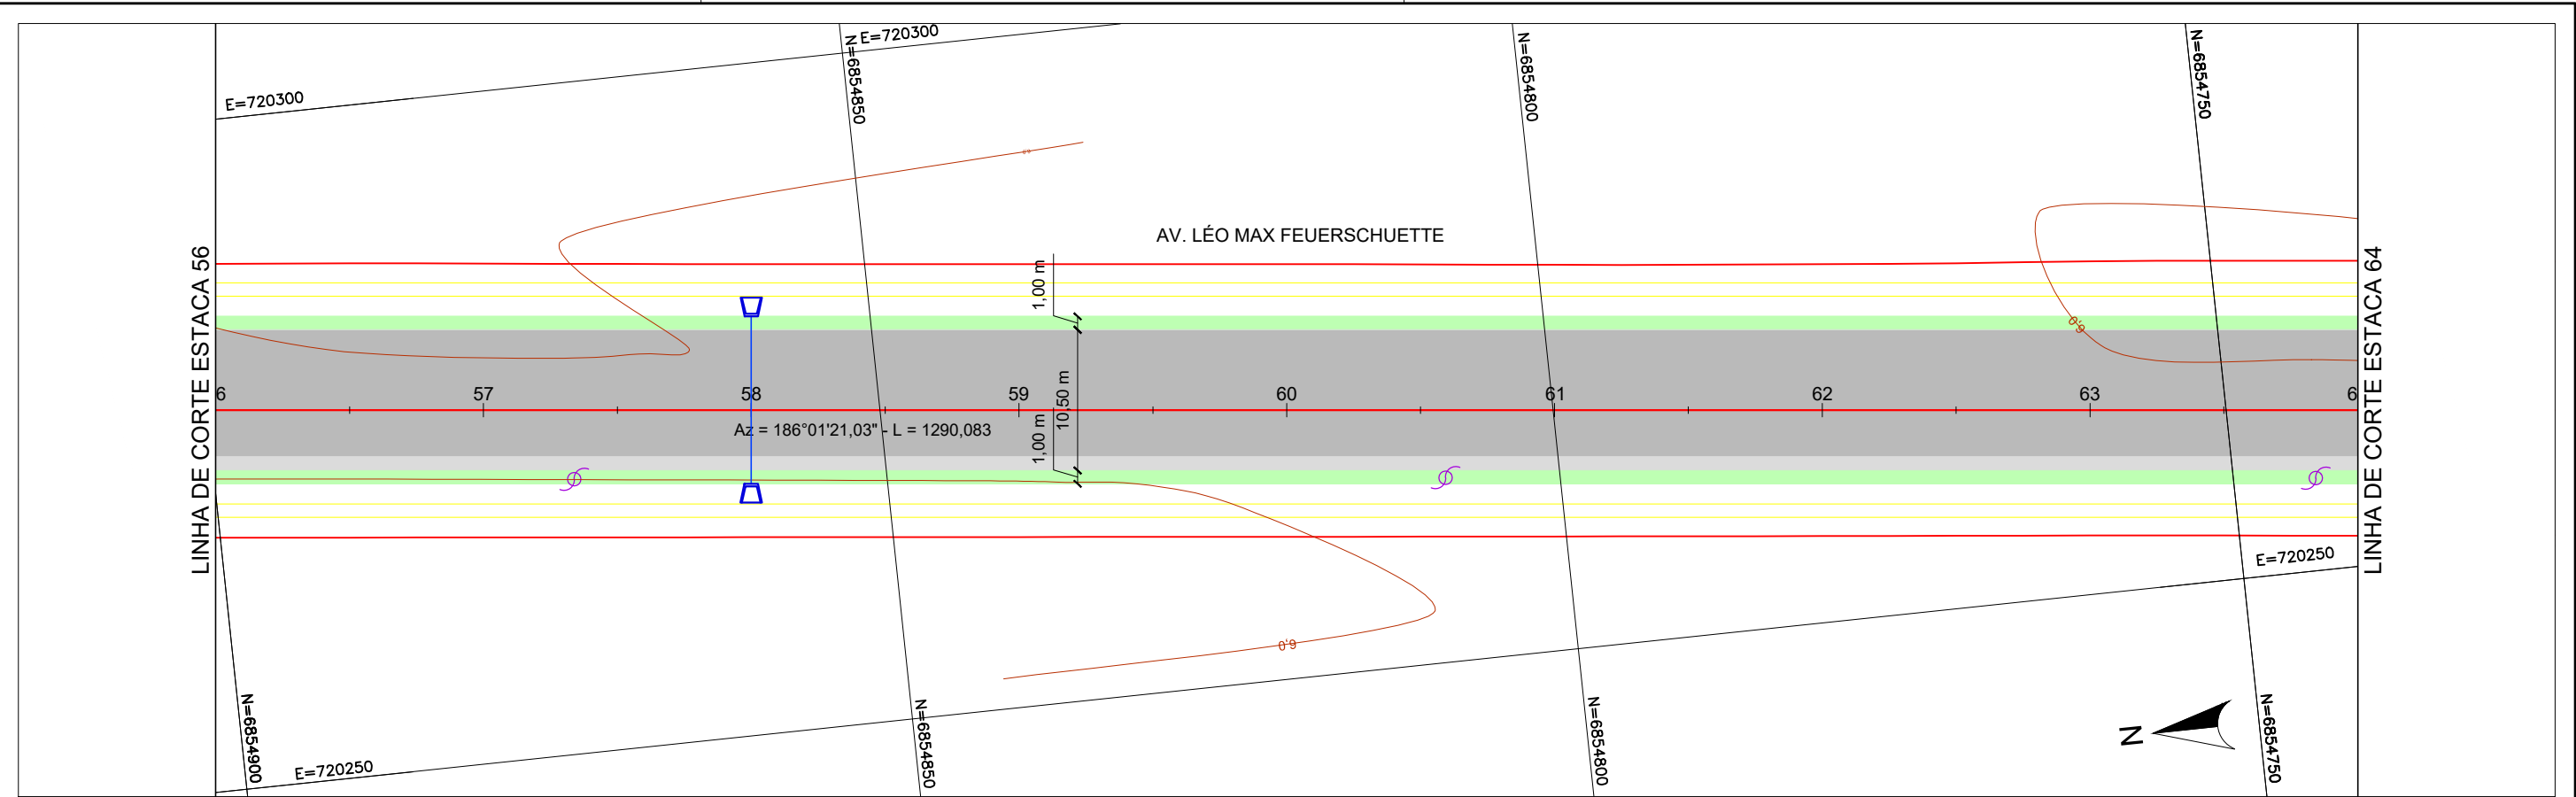 E=720300
E=720300
N=6854850
N=6854800
N=6854750
AV. LÉO MAX FEUERSCHUETTE
1,00 m
LINHA DE CORTE ESTACA 56
LINHA DE CORTE ESTACA 64
6,0
6
57
58
59
60
61
62
63
6
10,50 m
1,00 m
Az = 186°01'21,03" - L = 1290,083
E=720250
6,0
N=6854900
N=6854850
N=6854800
N=6854750
E=720250
N